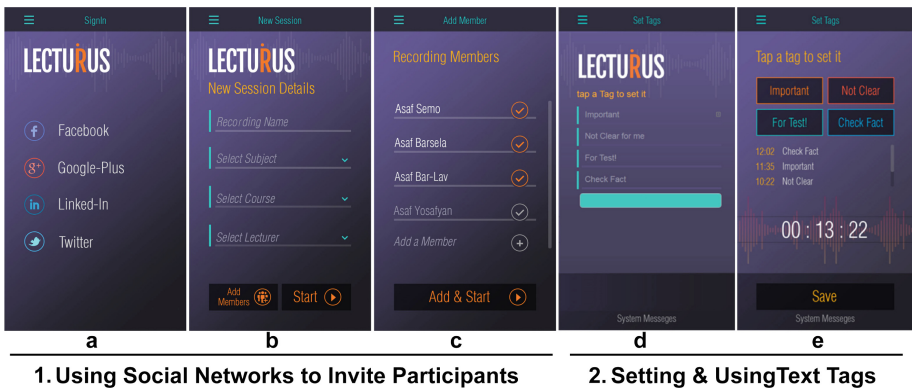 SignIn
LECTURUS
Facebook
Google-Plus
Linked-In
Twitter
New Session
LECTURUS
New Session Details
Recording Name
Select Subject
Select Course
Select Lecturer
Add
Members
Start
Add Member
Recording Members
Asaf Semo
Asaf Barsela
Asaf Bar-Lav
Asaf Yosafyan
Add a Member
Add & Start
Set Tags
LECTURUS
tap a Tag to set it
Important
Not Clear for me
For Test!
Check Fact
System Messeges
Set Tags
Tap a tag to set it
Important
Not Clear
For Test!
Check Fact
12:02 Check Fact
11:35 Important
10:22 Not Clear
00 : 13 : 22
Save
System Messeges
a
b
c
d
e
1. Using Social Networks to Invite Participants
2. Setting & UsingText Tags